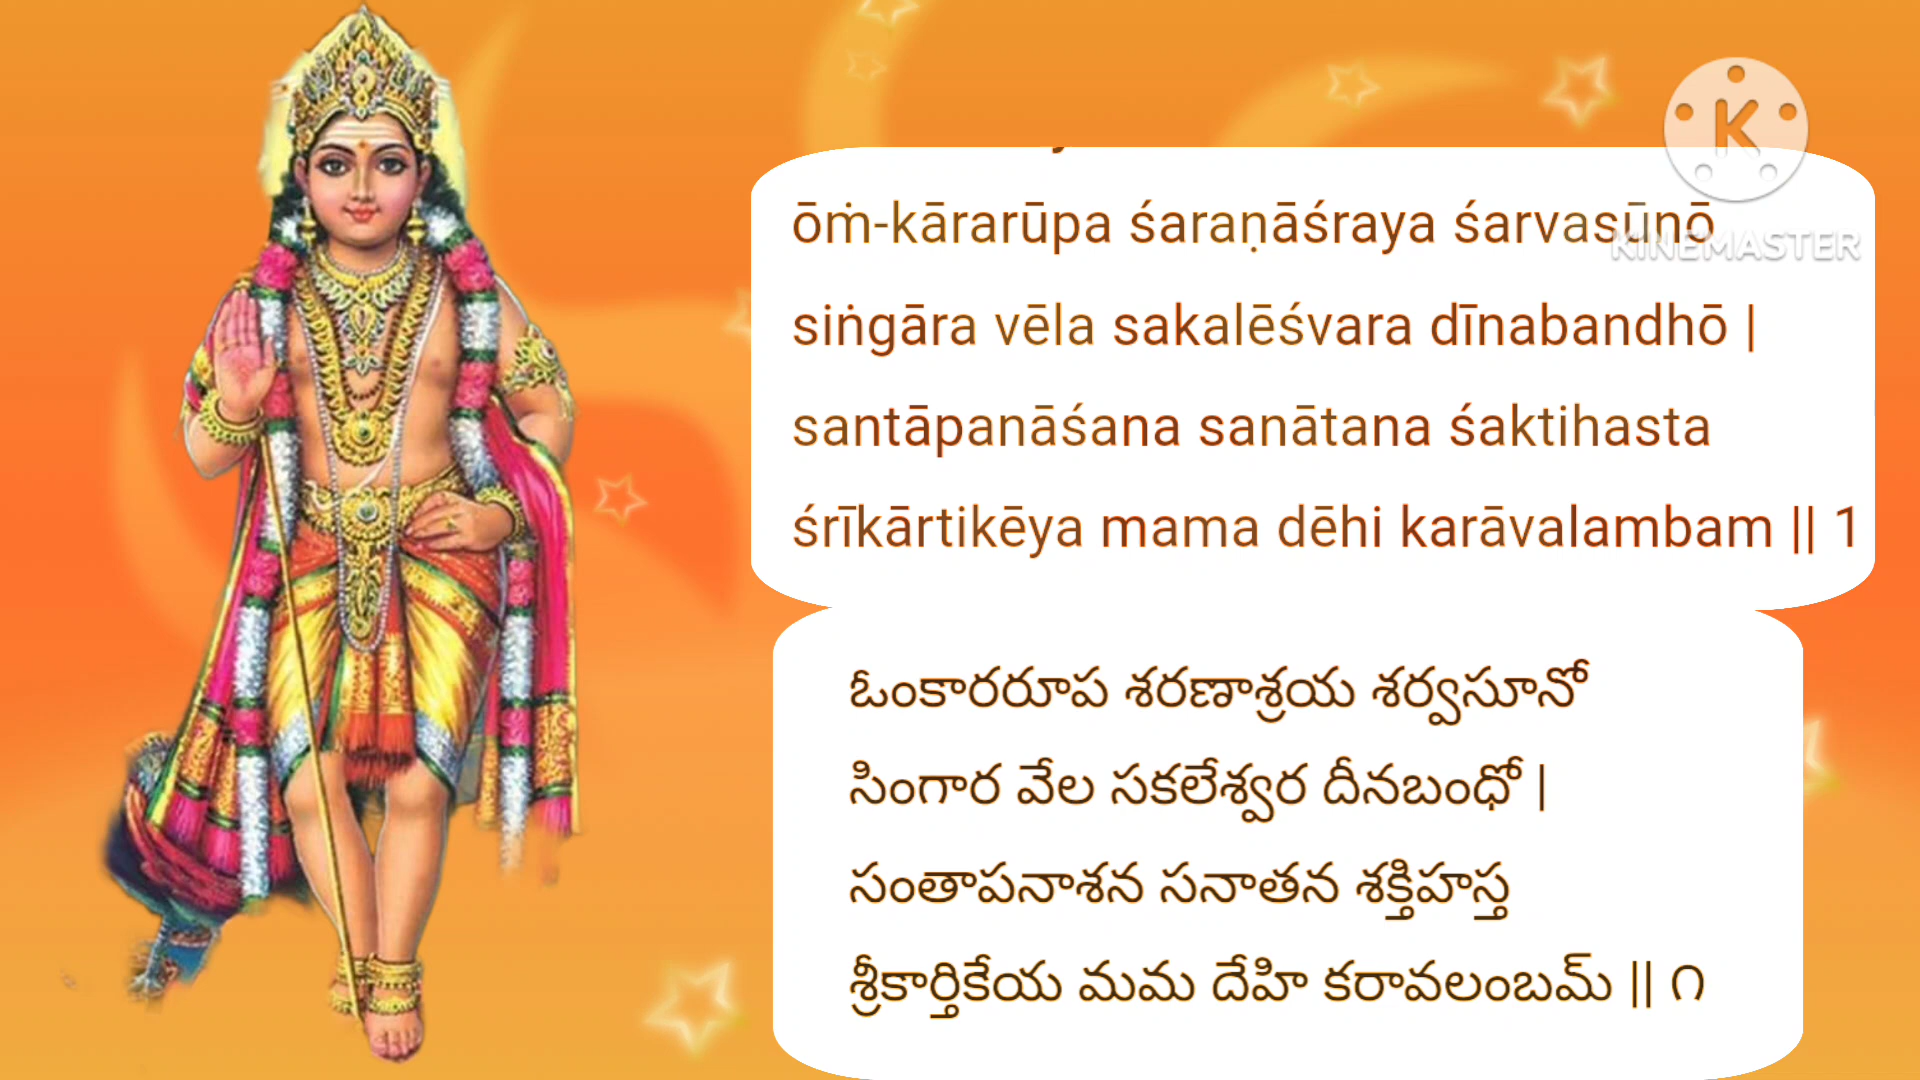 K
KINEMASTER
ōṁ-kārarūpa śaraṇāśraya śarvasūnō
siṅgāra vēla sakalēśvara dīnabandhō |
santāpanāśana sanātana śaktihasta
śrīkārtikēya mama dēhi karāvalambam || 1
ఓంకారరూప శరణాశ్రయ శర్వసూనో
సింగార వేల సకలేశ్వర దీనబంధో |
సంతాపనాశన సనాతన శక్తిహస్త
శ్రీకార్తికేయ మమ దేహి కరావలంబమ్ || ౧